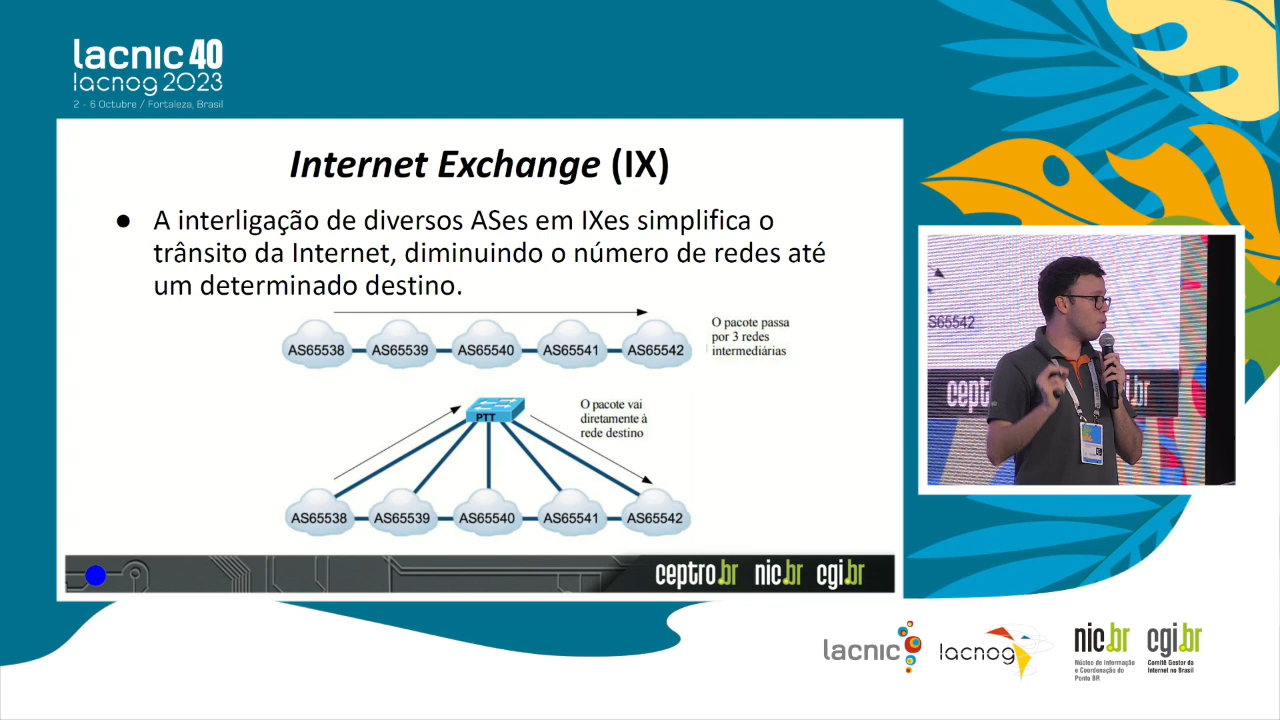 lacnic 40
lacnog 2023
2 - 6 Octubre / Fortaleza, Brasil
Internet Exchange (IX)
● A interligação de diversos ASes em IXes simplifica o
trânsito da Internet, diminuindo o número de redes até
um determinado destino.
O pacote passa
por 3 redes
intermediárias
AS65538
AS65539
AS65540
AS65541
AS65542
PTT
O pacote vai
diretamente à
rede destino
AS65538
AS65539
AS65540
AS65541
AS65542
ceptro.br nic.br cgi.br
S65542
cept
.br
lacnic
lacnog
nic.br
Núcleo de Informação
e Coordenação do
Ponto BR
cgi.br
Comitê Gestor da
Internet no Brasil